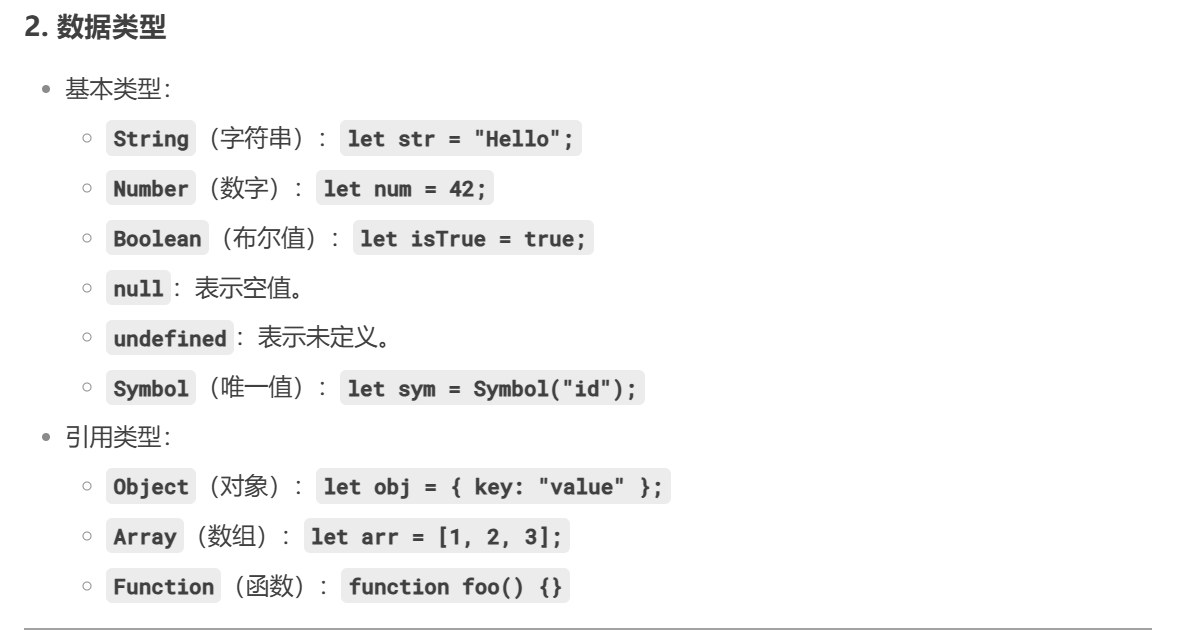 2. 数据类型
基本类型：
String（字符串）：let str = "Hello";
Number（数字）：let num = 42;
Boolean（布尔值）：let isTrue = true;
null：表示空值。
undefined：表示未定义。
Symbol（唯一值）：let sym = Symbol("id");
引用类型：
Object（对象）：let obj = { key: "value" };
Array（数组）：let arr = [1, 2, 3];
Function（函数）：function foo() {}